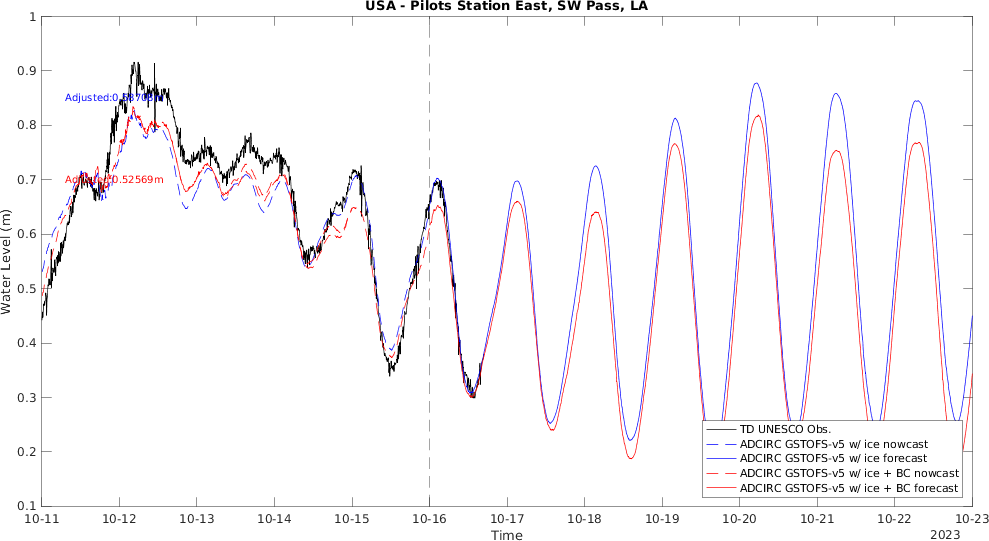 USA - Pilots Station East, SW Pass, LA
1
0.9
0.8
0.7
0.6
0.5
0.4
0.3
0.2
0.1
Water Level (m)
Adjusted:0.52569m
TD UNESCO Obs.
ADCIRC GSTOFS-v5 w/ ice nowcast
ADCIRC GSTOFS-v5 w/ ice forecast
ADCIRC GSTOFS-v5 w/ ice + BC nowcast
ADCIRC GSTOFS-v5 w/ ice + BC forecast
10-11 10-12 10-13 10-14 10-15 10-16 10-17 10-18 10-19 10-20 10-21 10-22 10-23
Time
2023